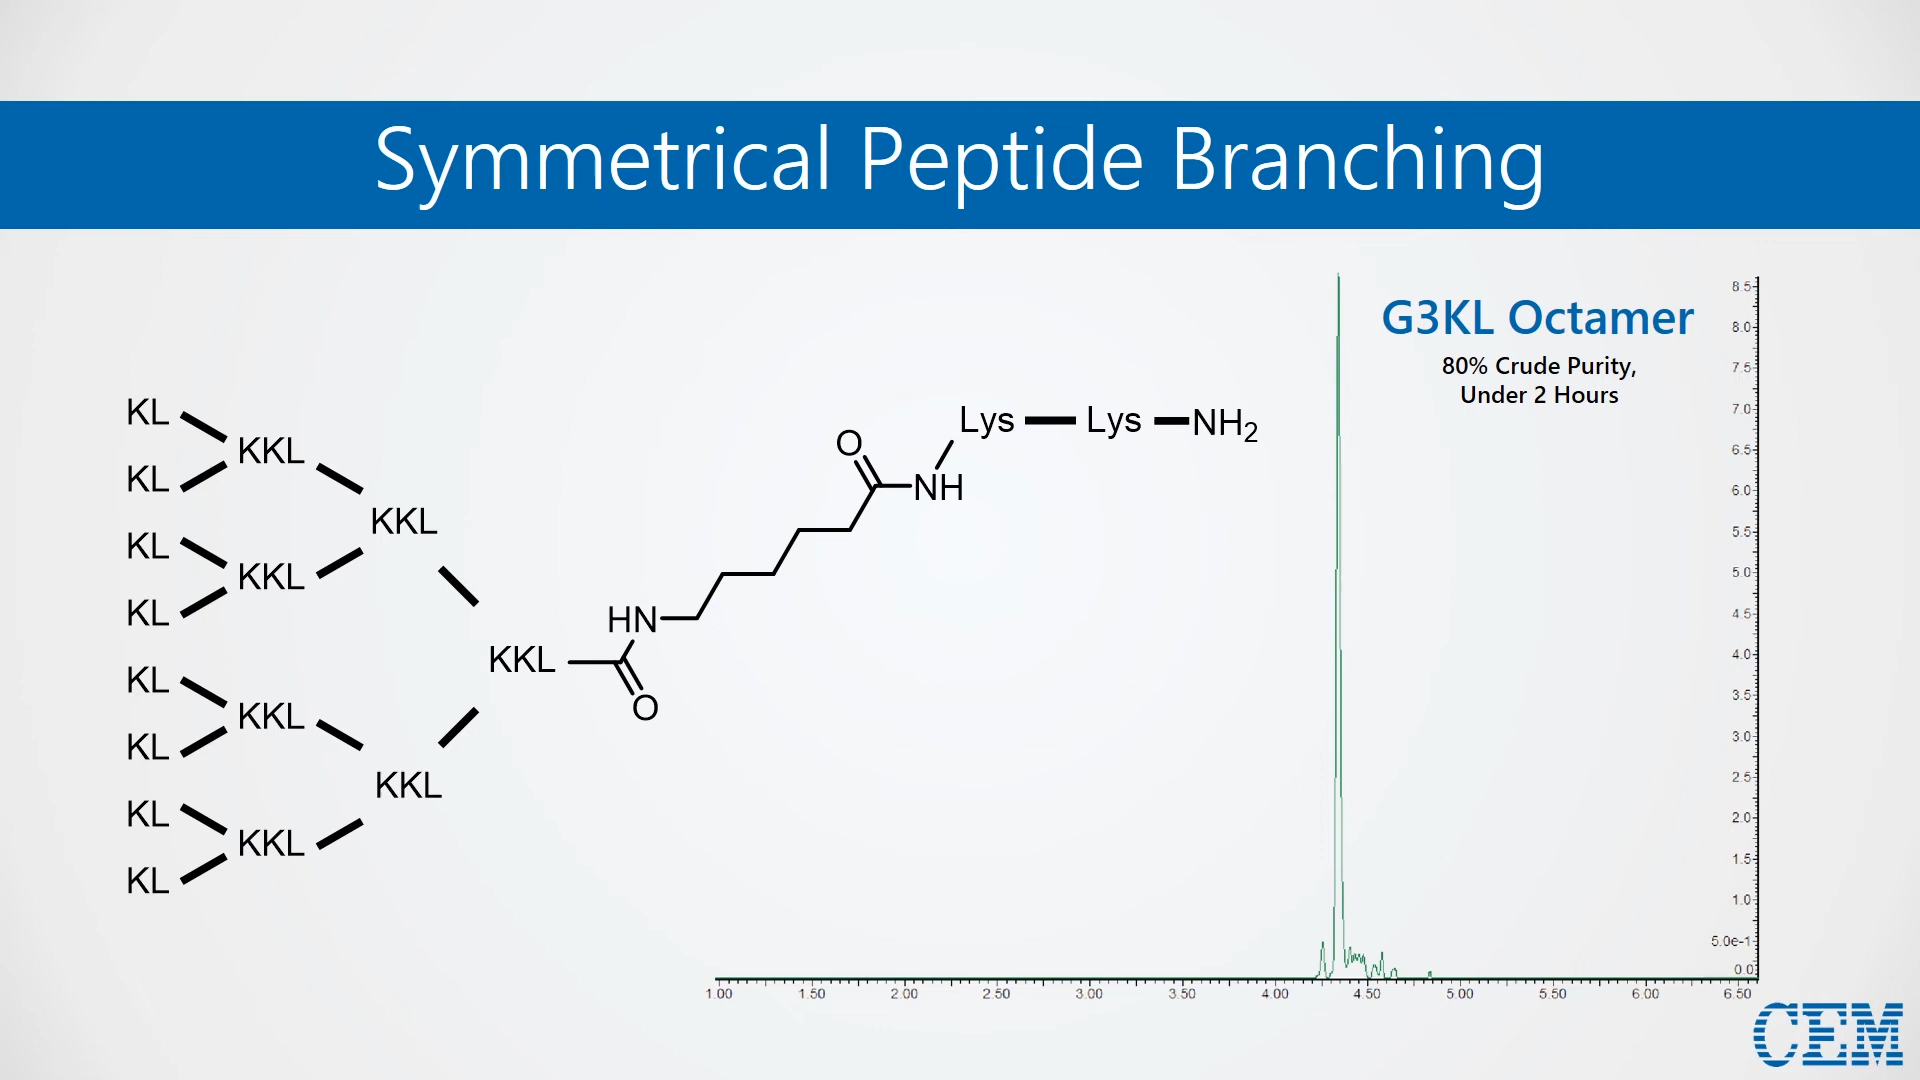 Symmetrical Peptide Branching
G3KL Octamer
80% Crude Purity,
Under 2 Hours
KL
KL
KL
KL
KL
KL
KL
KL
KKL
KKL
KKL
KKL
KKL
KKL
KKL
HN
O
O
NH
Lys
Lys
NH2
8.5
8.0
7.5
7.0
6.5
6.0
5.5
5.0
4.5
4.0
3.5
3.0
2.5
2.0
1.5
1.0
5.0e-1
0.0
1.00 1.50 2.00 2.50 3.00 3.50 4.00 4.50 5.00 5.50 6.00 6.50
CEM